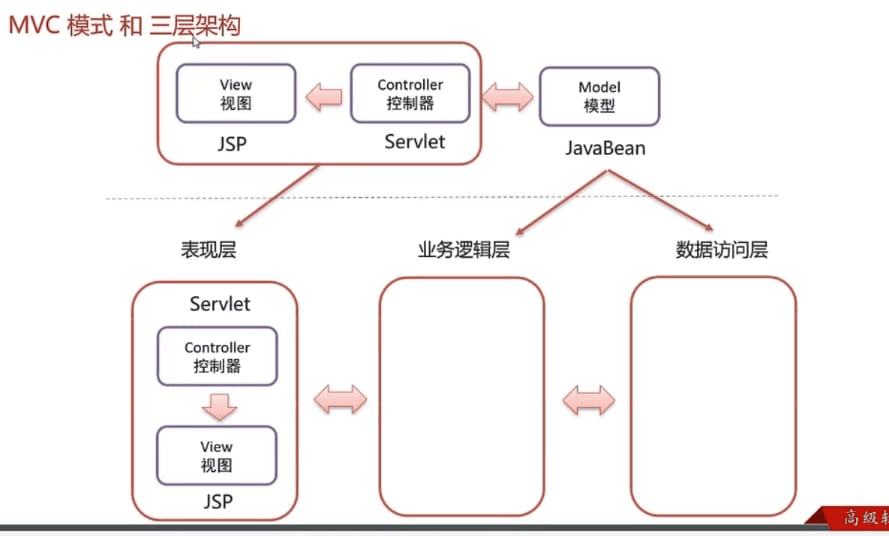 MVC 模式 和 三层架构
View
视图
JSP
Controller
控制器
Servlet
Model
模型
JavaBean
表现层
业务逻辑层
数据访问层
Servlet
Controller
控制器
View
视图
JSP
高级